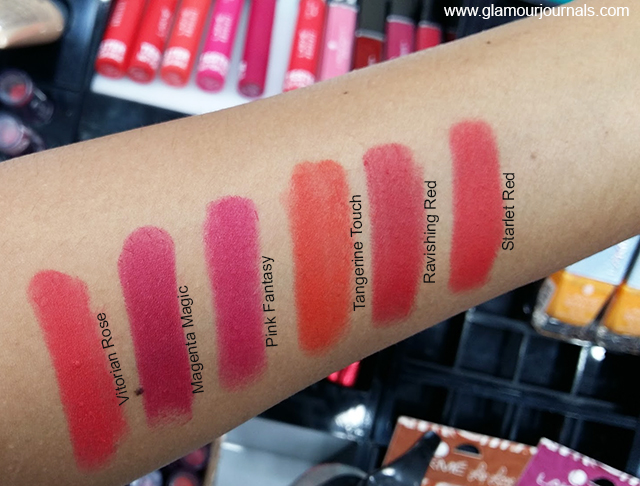 www.glamourjournals.com
Vitorian Rose
Magenta Magic
Pink Fantasy
Tangerine Touch
Ravishing Red
Starlet Red